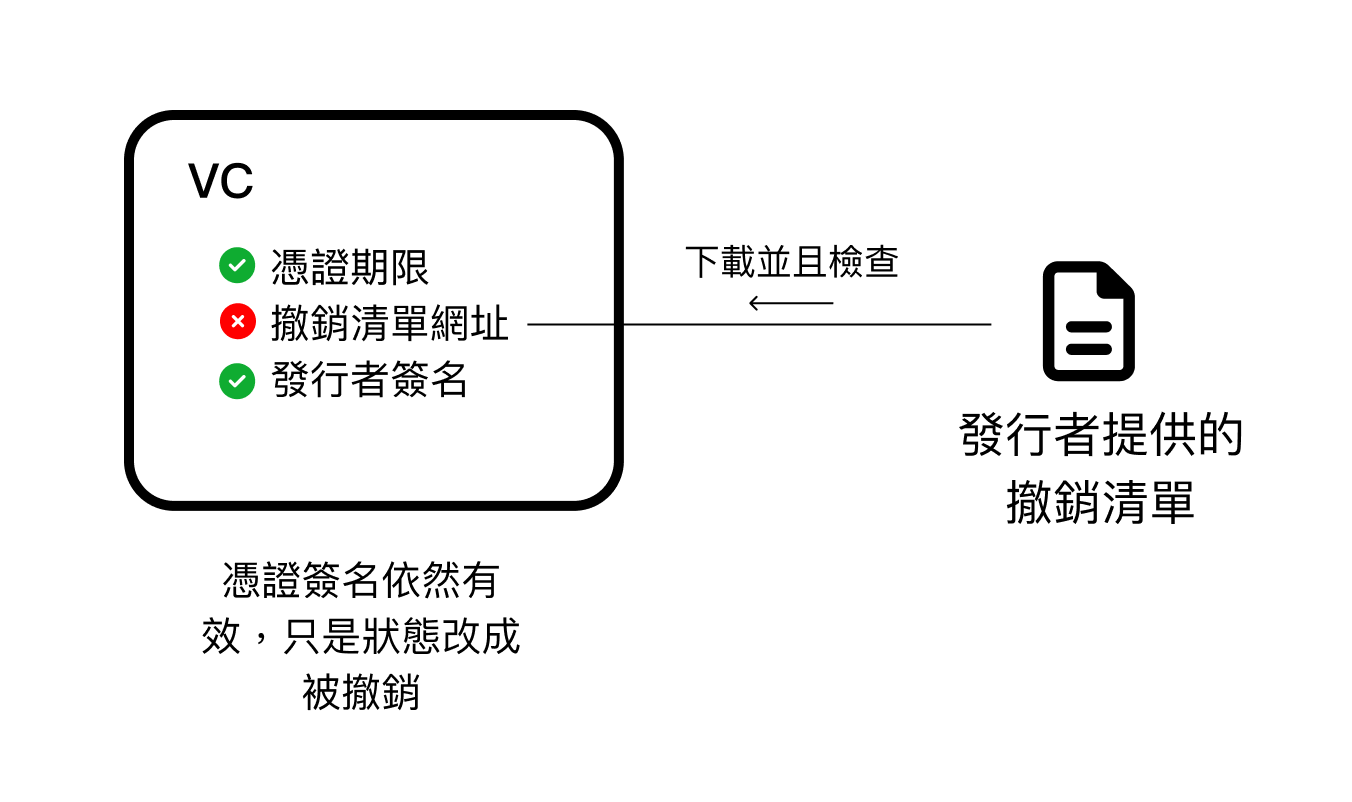 VC
憑證期限
撤銷清單網址
發行者簽名
下載並且檢查
發行者提供的
撤銷清單
憑證簽名依然有
效，只是狀態改成
被撤銷